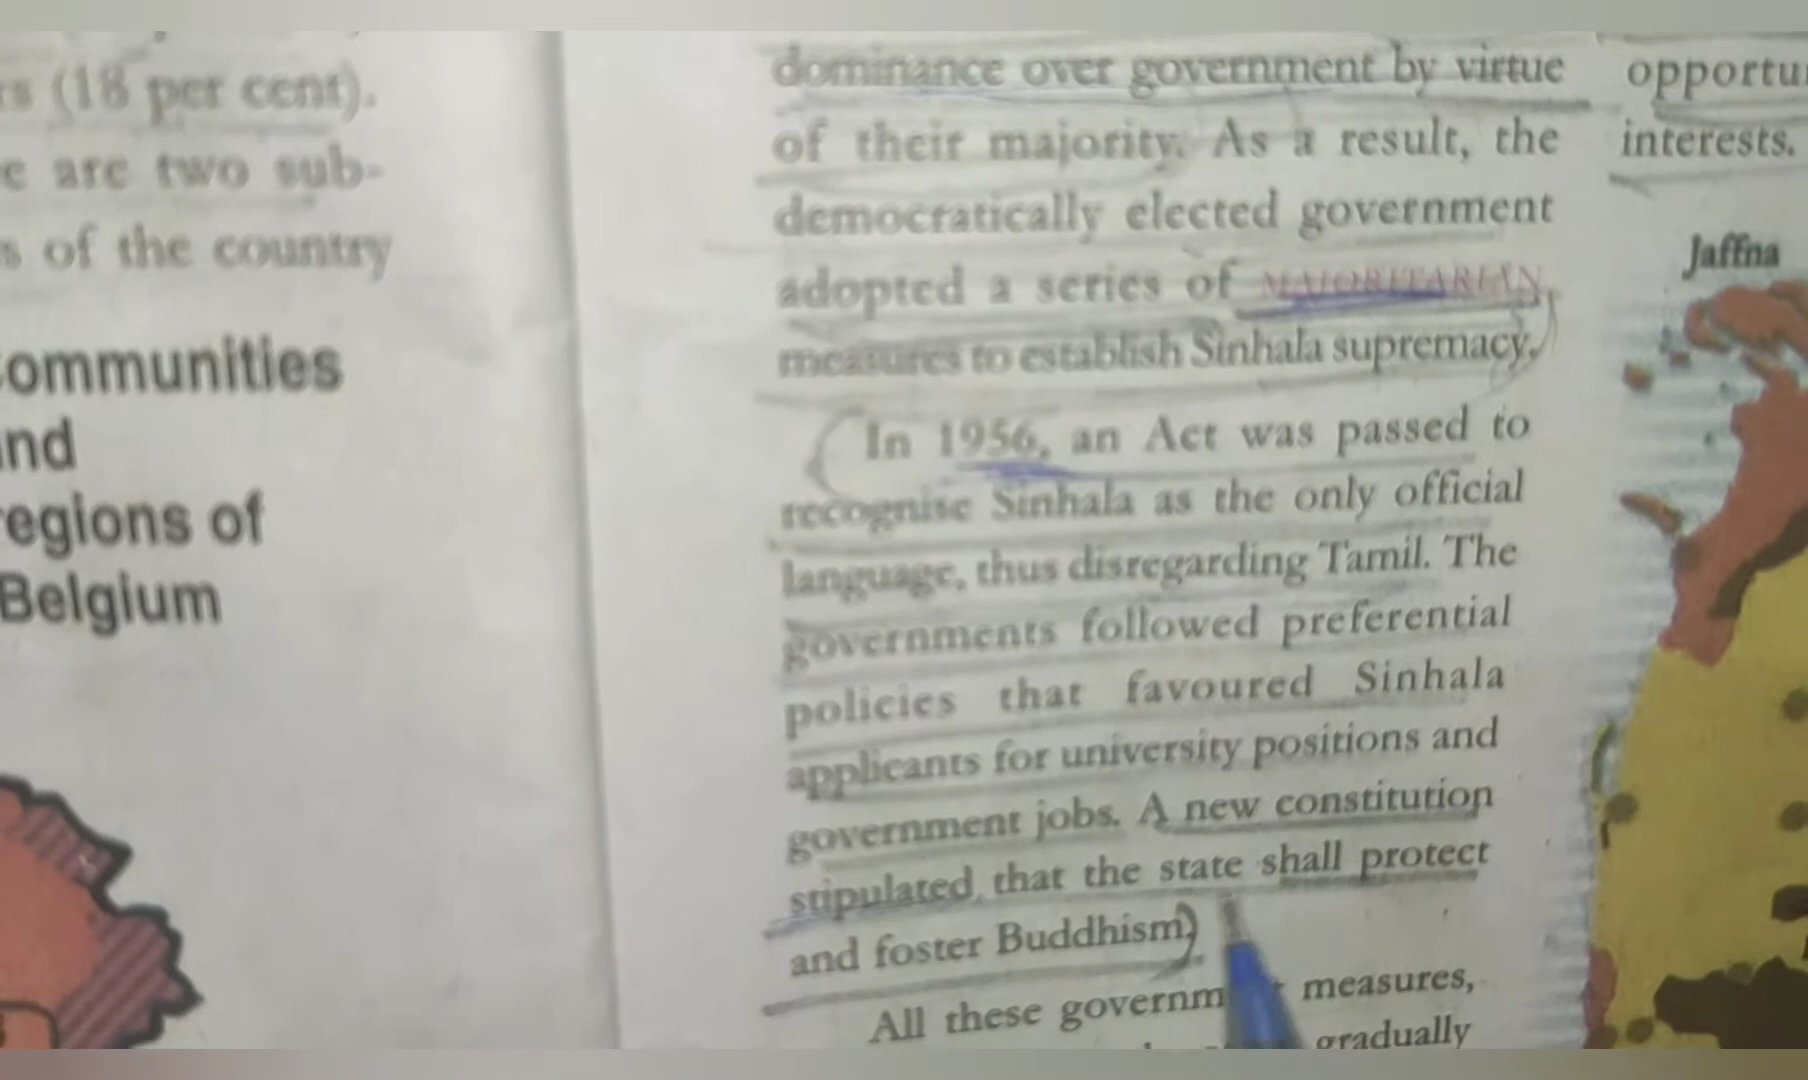 (18 per cent).
are two sub-
of the country
ommunities
nd
egions of
Belgium
dominance over government by virtue
of their majority. As a result, the
democratically elected government
adopted a series of MAJORITARIAN
measures to establish Sinhala supremacy.
In 1956, an Act was passed to
recognise Sinhala as the only official
language, thus disregarding Tamil. The
governments followed preferential
policies that favoured Sinhala
applicants for university positions and
government jobs. A new constitution
stipulated that the state shall protect
and foster Buddhism)
All these governm measures,
gradually
opportu
interests.
Jaffna